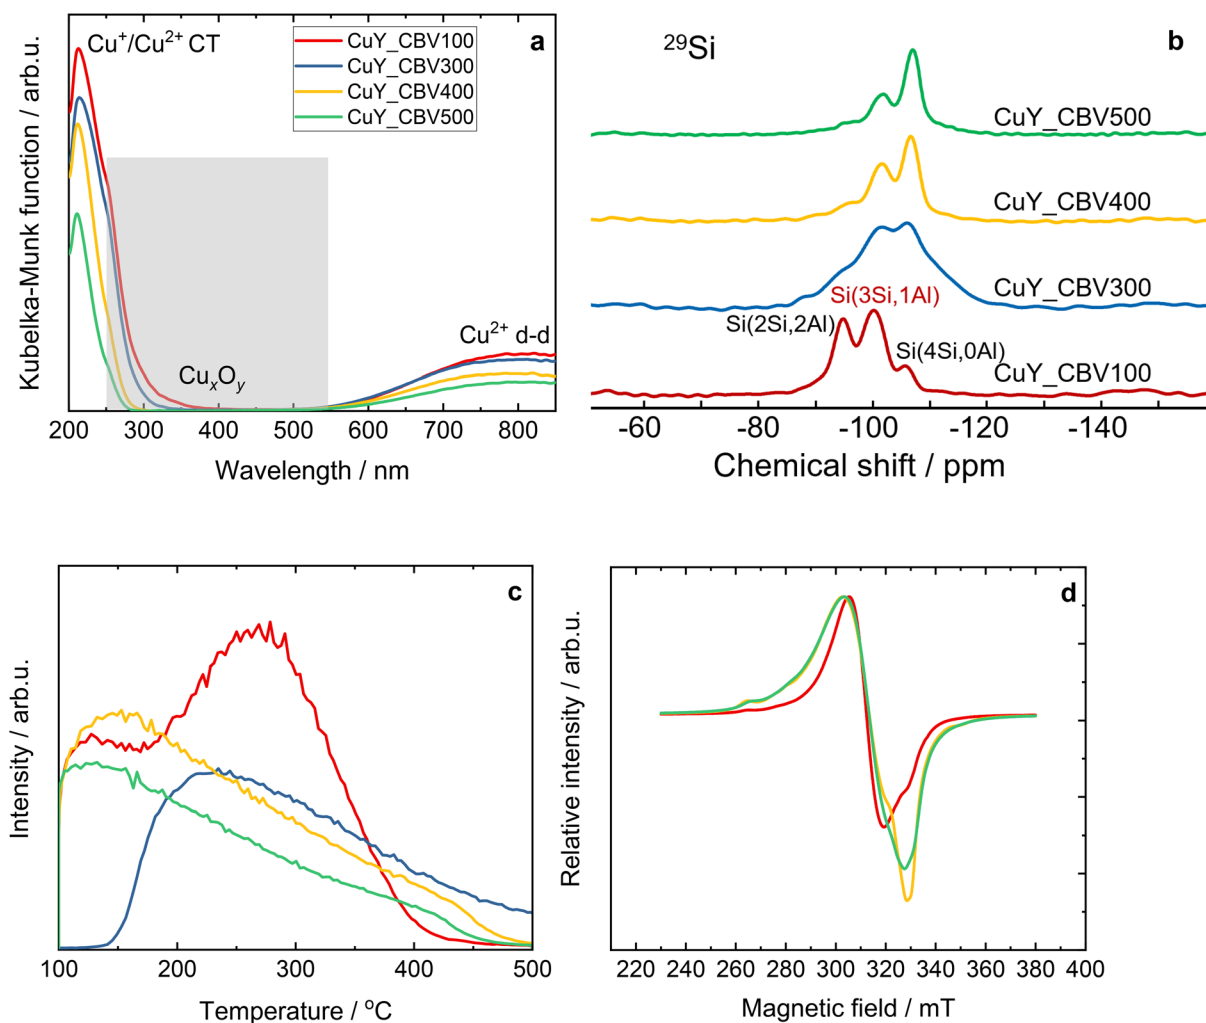 a
Cu⁺/Cu²⁺ CT
CuY_CBV100
CuY_CBV300
CuY_CBV400
CuY_CBV500
Kubelka-Munk function / arb.u.
CuₓOᵧ
Cu²⁺ d-d
200 300 400 500 600 700 800
Wavelength / nm
b
²⁹Si
CuY_CBV500
CuY_CBV400
CuY_CBV300
Si(3Si,1Al)
Si(2Si,2Al)
Si(4Si,0Al)
CuY_CBV100
-60 -80 -100 -120 -140
Chemical shift / ppm
c
Intensity / arb.u.
100 200 300 400 500
Temperature / °C
d
Relative intensity / arb.u.
220 240 260 280 300 320 340 360 380 400
Magnetic field / mT